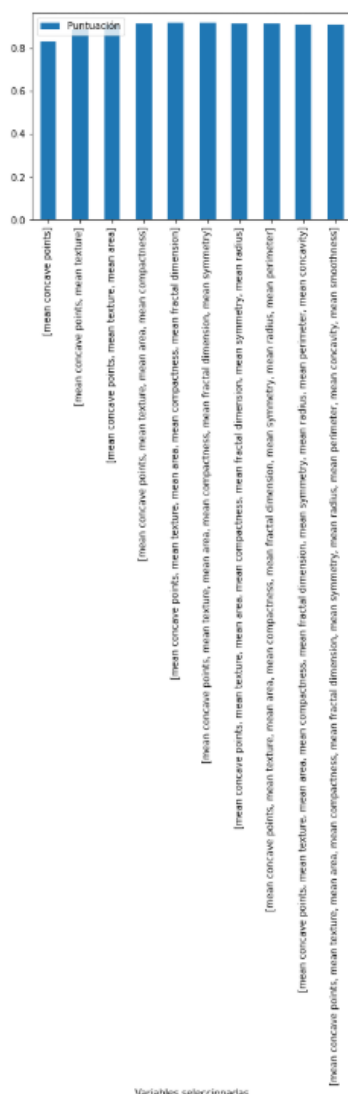 Puntuación
0.8
0.6
0.4
0.2
0.0
[mean concave points]
[mean concave points, mean texture]
[mean concave points, mean texture, mean area]
[mean concave points, mean texture, mean area, mean compactness]
[mean concave points, mean texture, mean area, mean compactness, mean fractal dimension]
[mean concave points, mean texture, mean area, mean compactness, mean fractal dimension, mean symmetry]
[mean concave points, mean texture, mean area, mean compactness, mean fractal dimension, mean symmetry, mean radius]
[mean concave points, mean texture, mean area, mean compactness, mean fractal dimension, mean symmetry, mean radius, mean perimeter]
[mean concave points, mean texture, mean area, mean compactness, mean fractal dimension, mean symmetry, mean radius, mean perimeter, mean concavity]
[mean concave points, mean texture, mean area, mean compactness, mean fractal dimension, mean symmetry, mean radius, mean perimeter, mean concavity, mean smoothness]
Variables seleccionadas